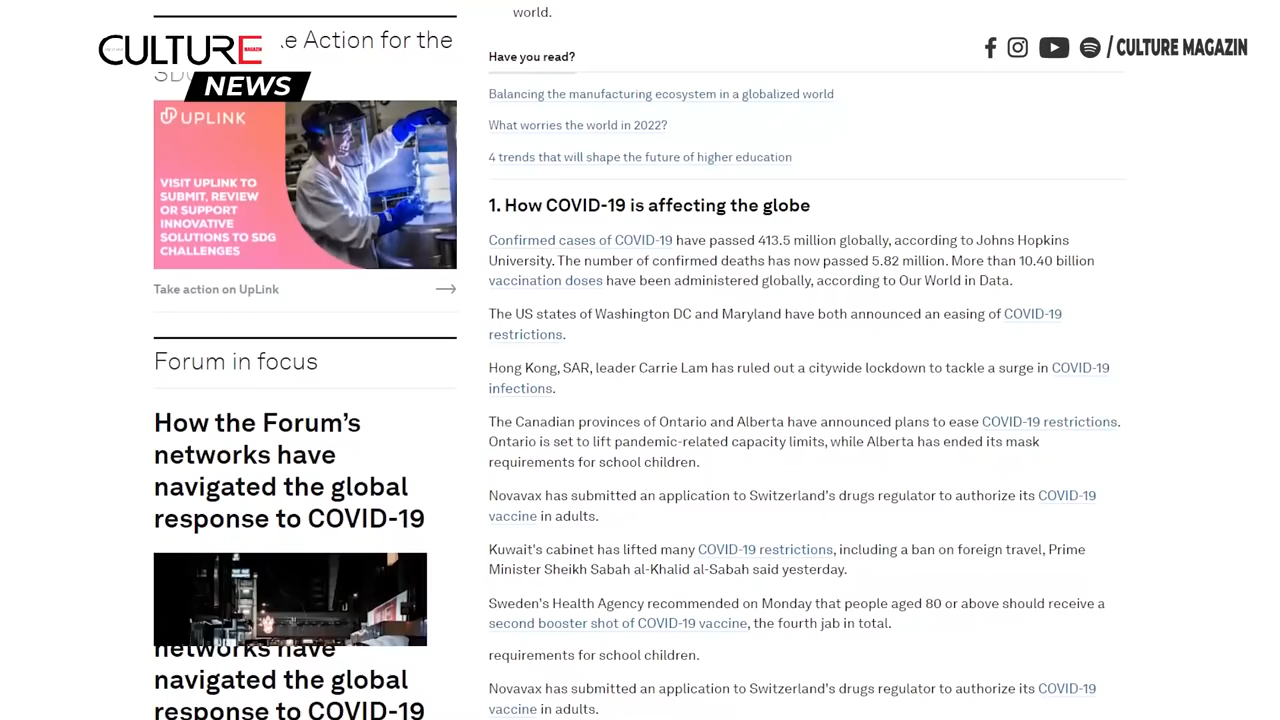 world.
CULTURE
MAGAZIN
NEWS
e Action for the
SDG
/ CULTURE MAGAZIN
UPLINK
VISIT UPLINK TO
SUBMIT, REVIEW
OR SUPPORT
INNOVATIVE
SOLUTIONS TO SDG
CHALLENGES
Take action on UpLink
Forum in focus
How the Forum’s
networks have
navigated the global
response to COVID-19
networks have
navigated the global
response to COVID-19
Have you read?
Balancing the manufacturing ecosystem in a globalized world
What worries the world in 2022?
4 trends that will shape the future of higher education
1. How COVID-19 is affecting the globe
Confirmed cases of COVID-19 have passed 413.5 million globally, according to Johns Hopkins
University. The number of confirmed deaths has now passed 5.82 million. More than 10.40 billion
vaccination doses have been administered globally, according to Our World in Data.
The US states of Washington DC and Maryland have both announced an easing of COVID-19
restrictions.
Hong Kong, SAR, leader Carrie Lam has ruled out a citywide lockdown to tackle a surge in COVID-19
infections.
The Canadian provinces of Ontario and Alberta have announced plans to ease COVID-19 restrictions.
Ontario is set to lift pandemic-related capacity limits, while Alberta has ended its mask
requirements for school children.
Novavax has submitted an application to Switzerland's drugs regulator to authorize its COVID-19
vaccine in adults.
Kuwait's cabinet has lifted many COVID-19 restrictions, including a ban on foreign travel, Prime
Minister Sheikh Sabah al-Khalid al-Sabah said yesterday.
Sweden's Health Agency recommended on Monday that people aged 80 or above should receive a
second booster shot of COVID-19 vaccine, the fourth jab in total.
requirements for school children.
Novavax has submitted an application to Switzerland's drugs regulator to authorize its COVID-19
vaccine in adults.